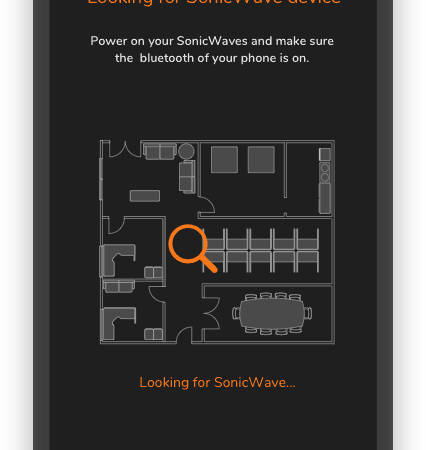 Looking for SonicWave device
Power on your SonicWaves and make sure
the bluetooth of your phone is on.
Looking for SonicWave...